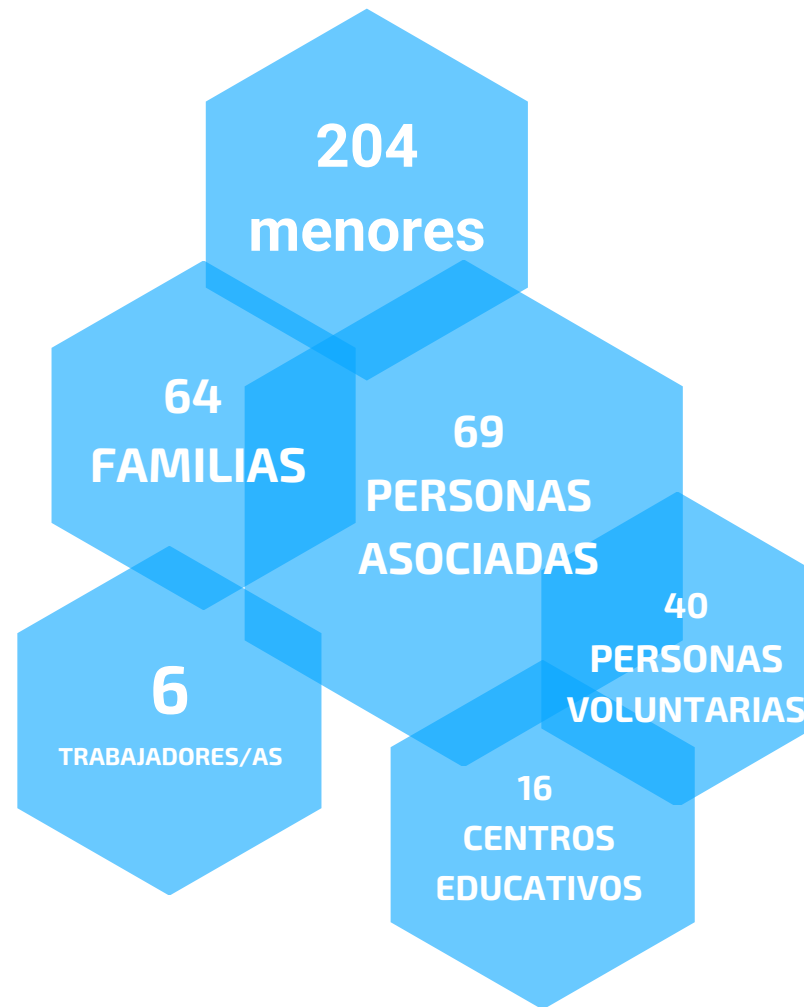 204
menores
64
FAMILIAS
69
PERSONAS
ASOCIADAS
40
PERSONAS
VOLUNTARIAS
6
TRABAJADORES/AS
16
CENTROS
EDUCATIVOS